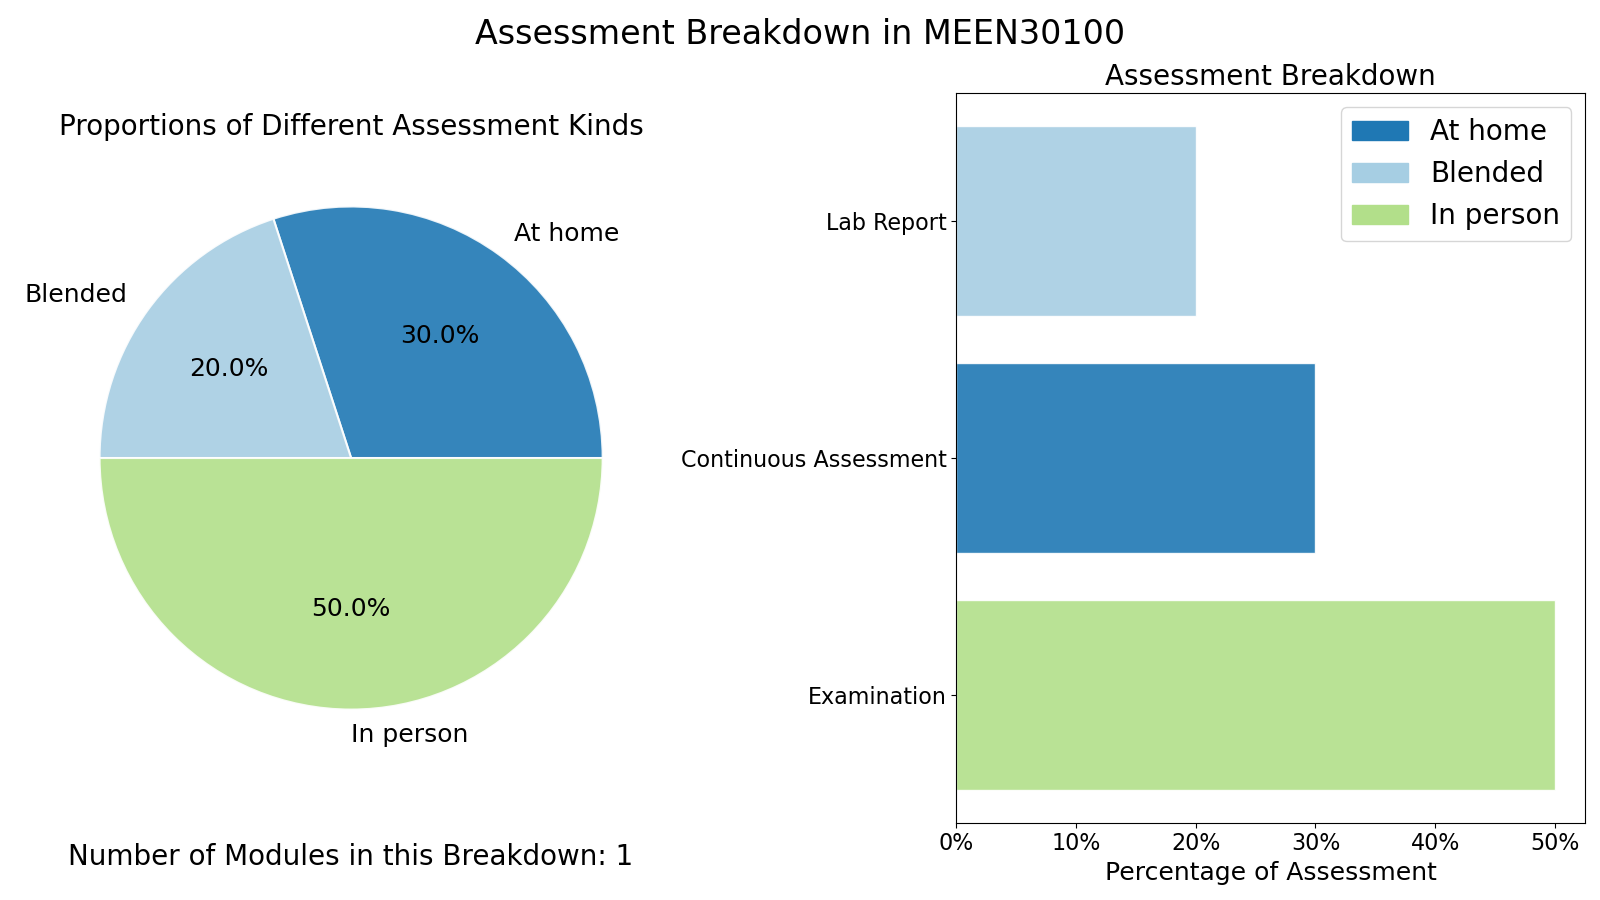 Assessment Breakdown in MEEN30100
Proportions of Different Assessment Kinds
At home
Blended
30.0%
20.0%
50.0%
In person
Number of Modules in this Breakdown: 1
Assessment Breakdown
At home
Blended
In person
Lab Report
Continuous Assessment
Examination
0% 10% 20% 30% 40% 50%
Percentage of Assessment